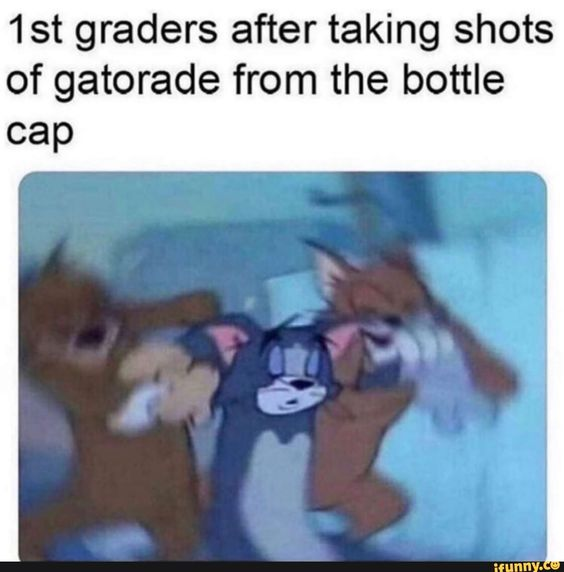 1st graders after taking shots
of gatorade from the bottle
cap
ifunny.co